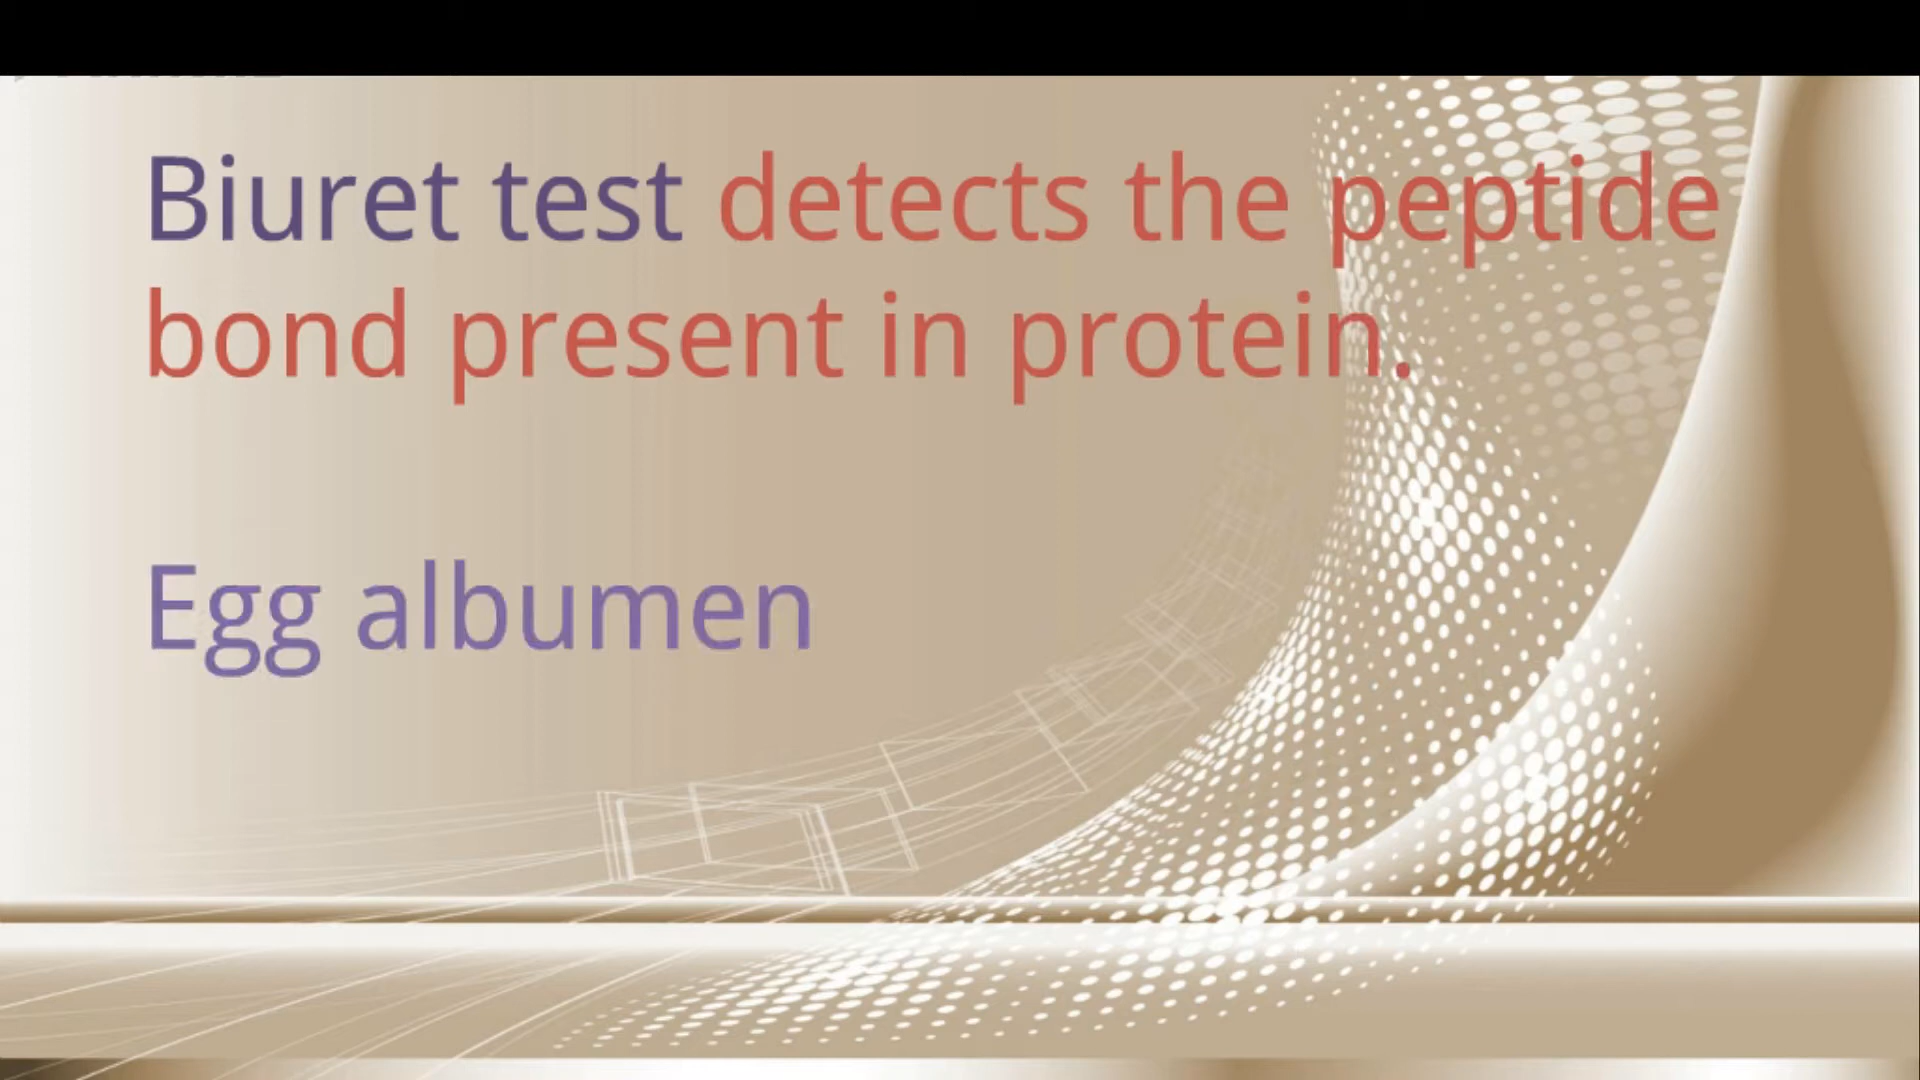 Biuret test detects the peptide
bond present in protein.
Egg albumen